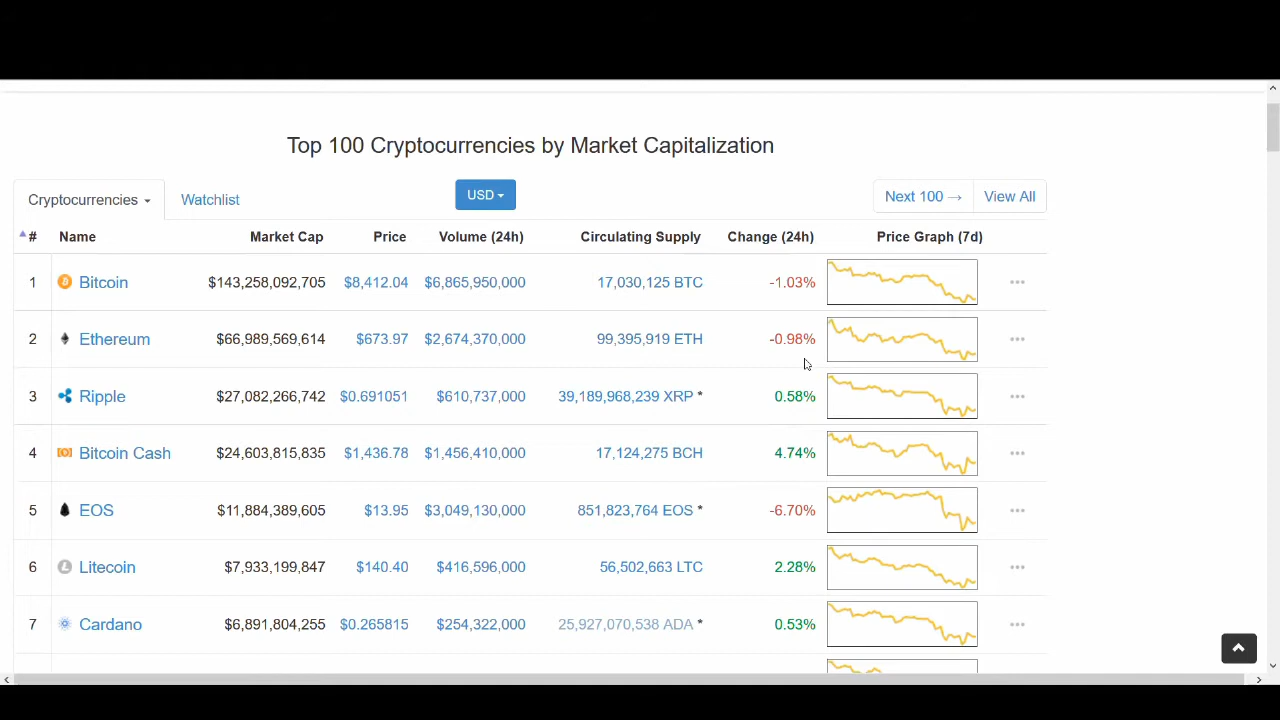 Top 100 Cryptocurrencies by Market Capitalization
Cryptocurrencies Watchlist USD Next 100 → View All
# Name Market Cap Price Volume (24h) Circulating Supply Change (24h) Price Graph (7d)
1 Bitcoin $143,258,092,705 $8,412.04 $6,865,950,000 17,030,125 BTC -1.03%
2 Ethereum $66,989,569,614 $673.97 $2,674,370,000 99,395,919 ETH -0.98%
3 Ripple $27,082,266,742 $0.691051 $610,737,000 39,189,968,239 XRP * 0.58%
4 Bitcoin Cash $24,603,815,835 $1,436.78 $1,456,410,000 17,124,275 BCH 4.74%
5 EOS $11,884,389,605 $13.95 $3,049,130,000 851,823,764 EOS * -6.70%
6 Litecoin $7,933,199,847 $140.40 $416,596,000 56,502,663 LTC 2.28%
7 Cardano $6,891,804,255 $0.265815 $254,322,000 25,927,070,538 ADA * 0.53%